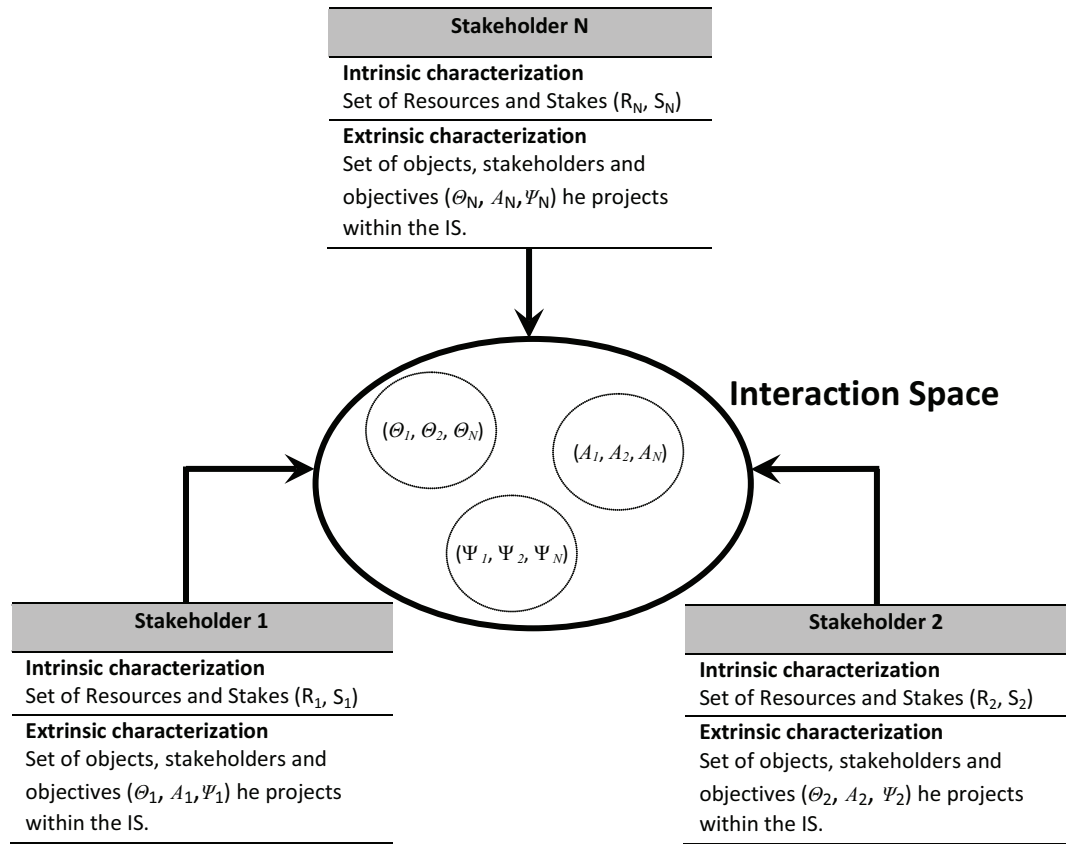 Stakeholder N
Intrinsic characterization
Set of Resources and Stakes (R_N, S_N)
Extrinsic characterization
Set of objects, stakeholders and
objectives (Θ_N, A_N,Ψ_N) he projects
within the IS.
Interaction Space
(Θ_1, Θ_2, Θ_N)
(A_1, A_2, A_N)
(Ψ_1, Ψ_2, Ψ_N)
Stakeholder 1
Intrinsic characterization
Set of Resources and Stakes (R_1, S_1)
Extrinsic characterization
Set of objects, stakeholders and
objectives (Θ_1, A_1,Ψ_1) he projects
within the IS.
Stakeholder 2
Intrinsic characterization
Set of Resources and Stakes (R_2, S_2)
Extrinsic characterization
Set of objects, stakeholders and
objectives (Θ_2, A_2, Ψ_2) he projects
within the IS.